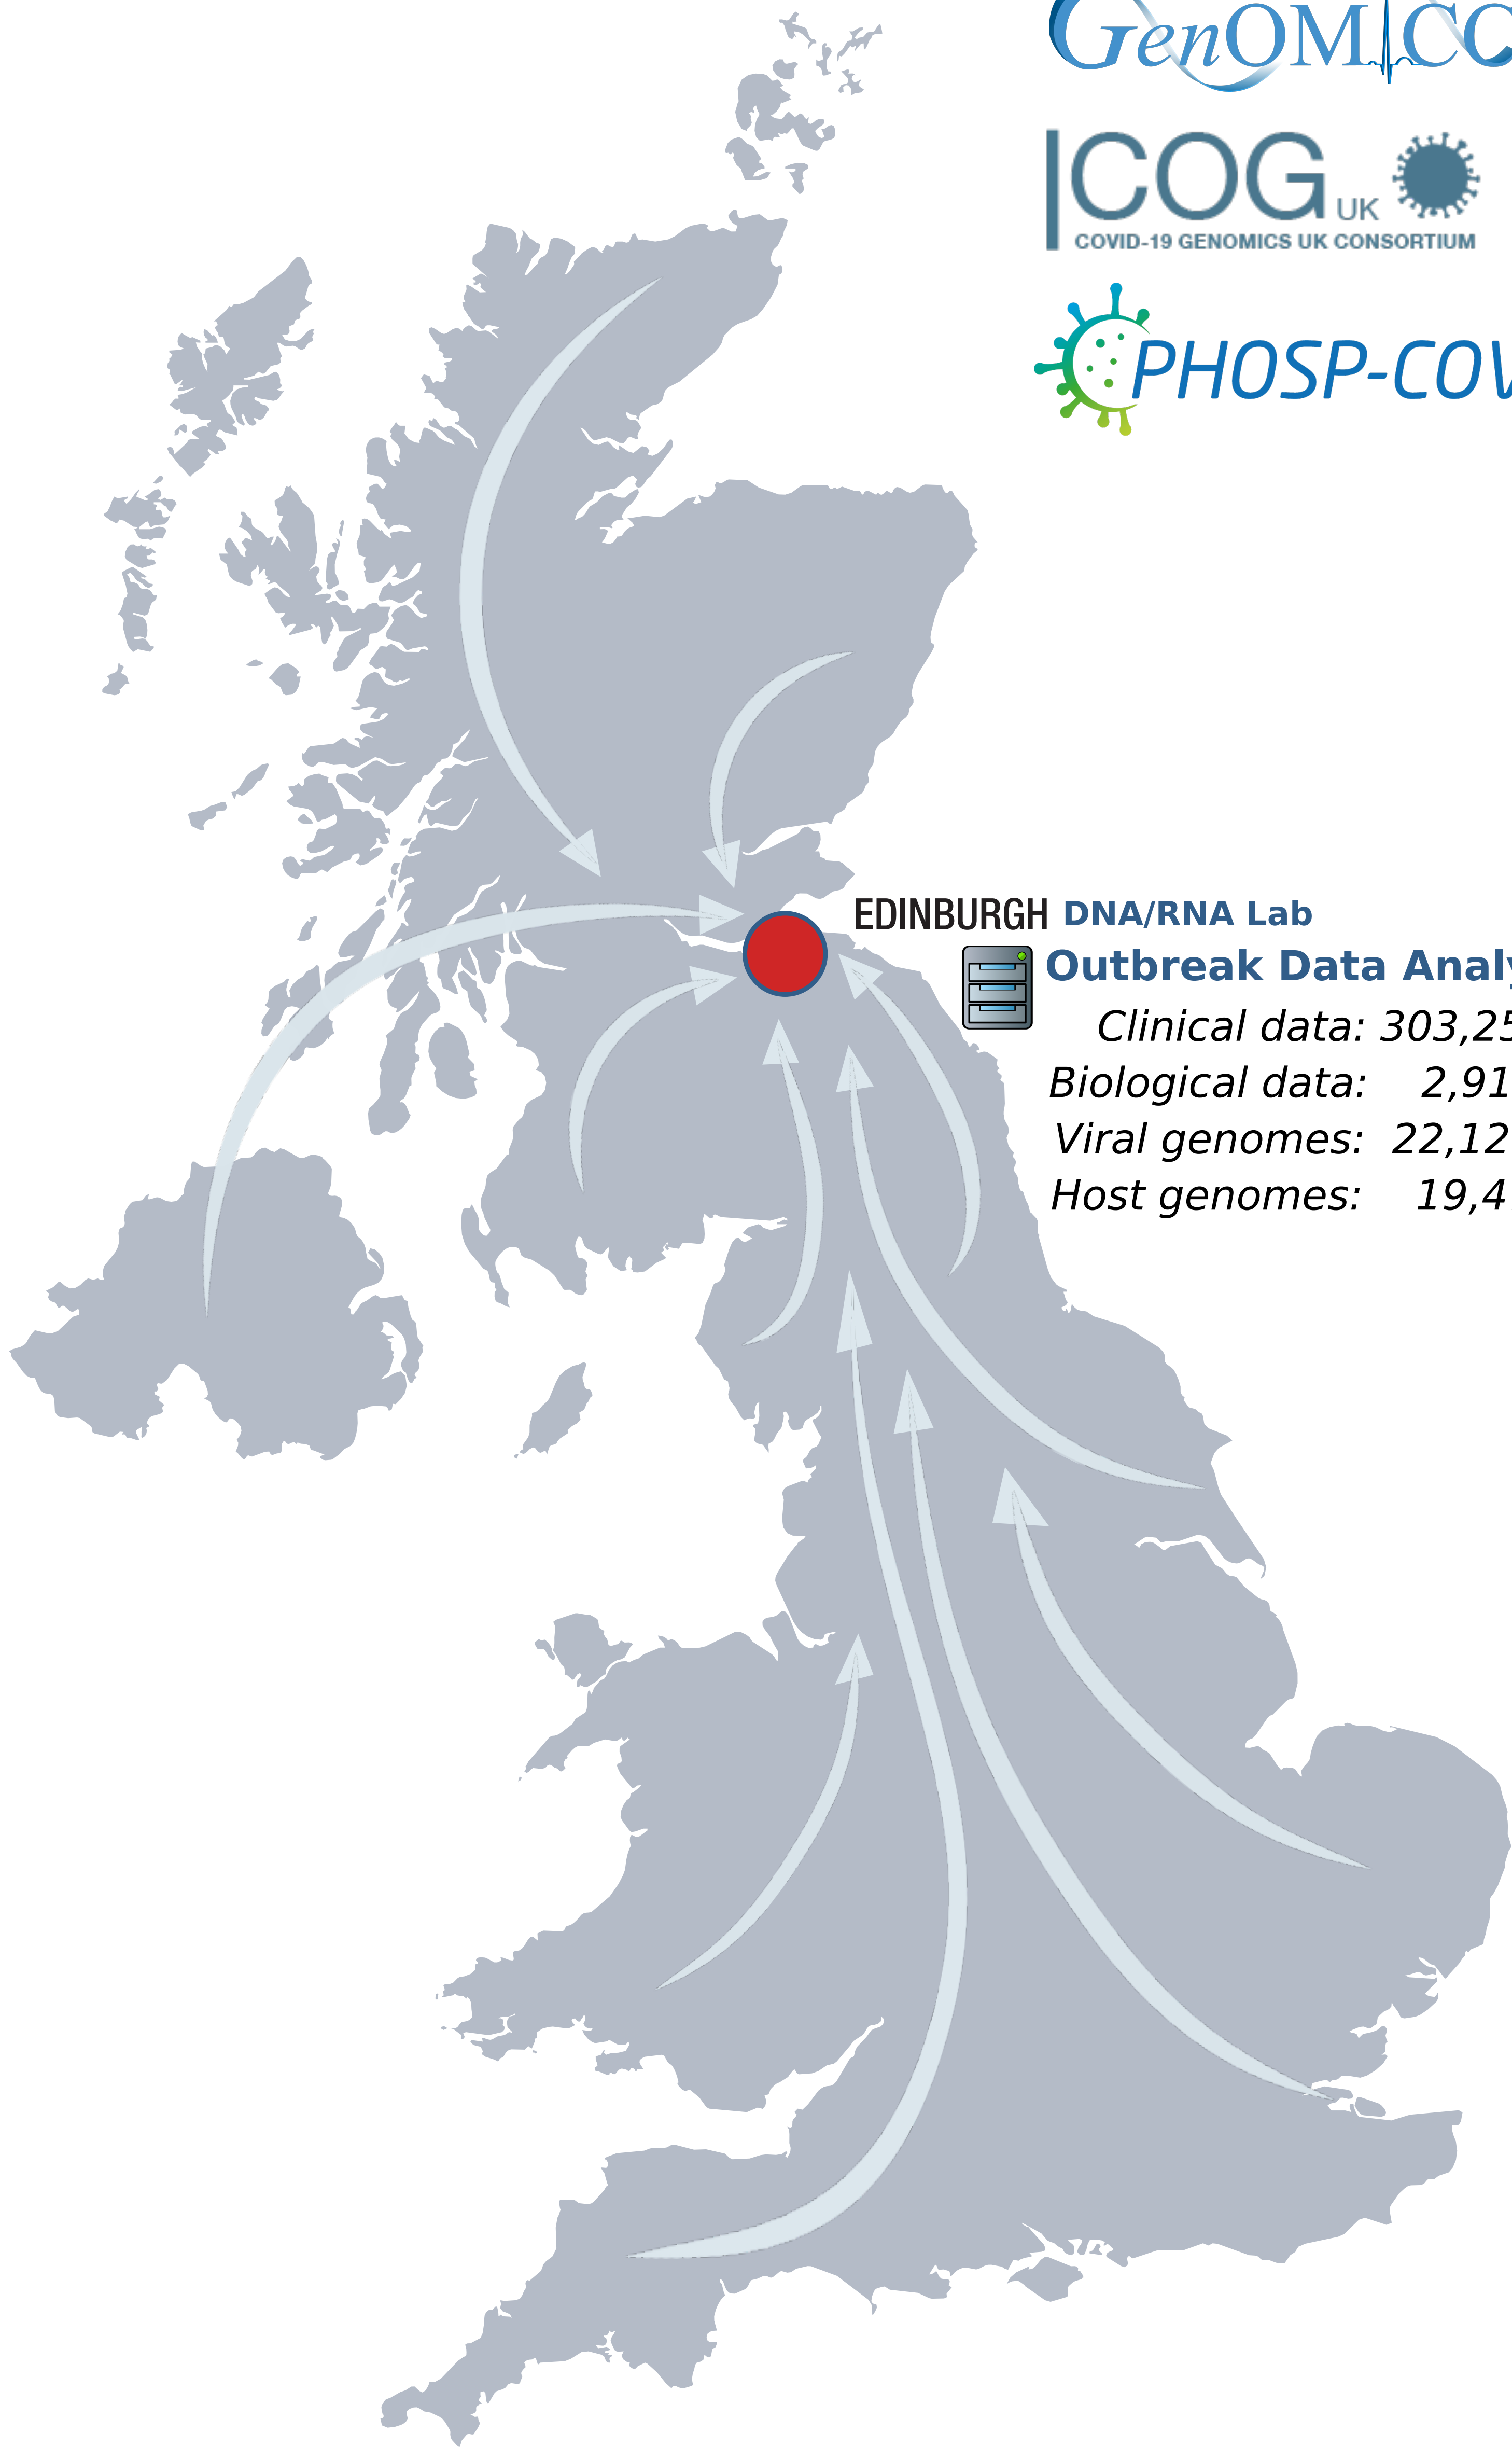 GenOMICC
COG UK
COVID-19 GENOMICS UK CONSORTIUM
PHOSP-COV
EDINBURGH DNA/RNA Lab
Outbreak Data Analy
Clinical data: 303,25
Biological data: 2,91
Viral genomes: 22,12
Host genomes: 19,4